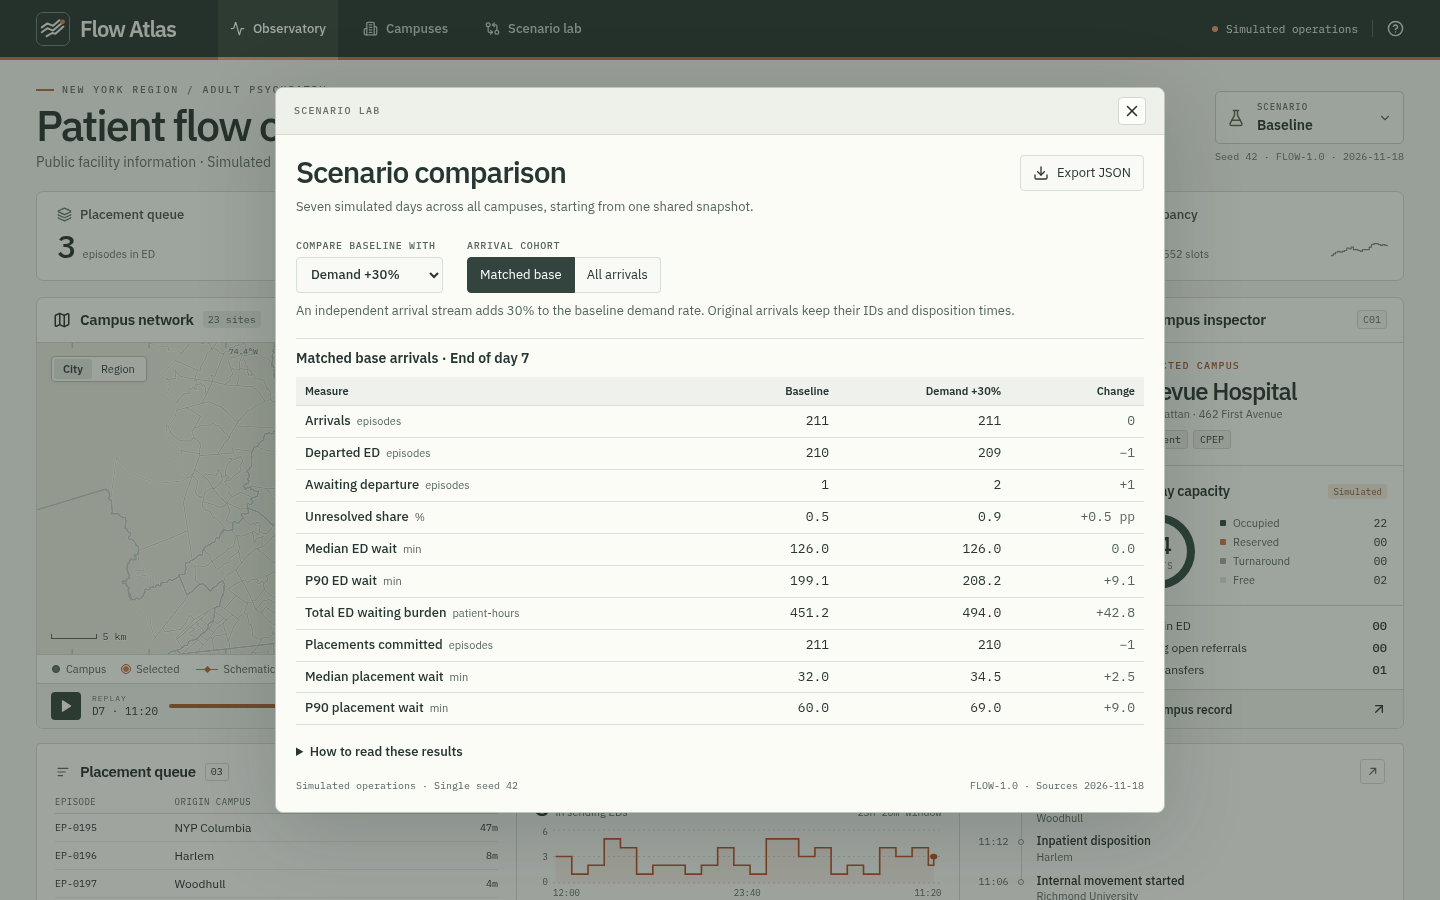 Flow Atlas
Observatory
Campuses
Scenario lab
Simulated operations
NEW YORK REGION / ADULT
Patient flow
Public facility information · Simulated
SCENARIO
Baseline
Seed 42 · FLOW-1.0 · 2026-11-18
Placement queue
3 episodes in ED
552 slots
Campus network 23 sites
74.4°W
City Region
5 km
Campus Selected Schematic
REPLAY
D7 · 11:20
Placement queue 03
EPISODE ORIGIN CAMPUS
EP-0195 NYP Columbia 47m
EP-0196 Harlem 8m
EP-0197 Woodhull 4m
SCENARIO LAB
Scenario comparison
Export JSON
Seven simulated days across all campuses, starting from one shared snapshot.
COMPARE BASELINE WITH
Demand +30%
ARRIVAL COHORT
Matched base All arrivals
An independent arrival stream adds 30% to the baseline demand rate. Original arrivals keep their IDs and disposition times.
Matched base arrivals · End of day 7
Measure Baseline Demand +30% Change
Arrivals episodes 211 211 0
Departed ED episodes 210 209 −1
Awaiting departure episodes 1 2 +1
Unresolved share % 0.5 0.9 +0.5 pp
Median ED wait min 126.0 126.0 0.0
P90 ED wait min 199.1 208.2 +9.1
Total ED waiting burden patient-hours 451.2 494.0 +42.8
Placements committed episodes 211 210 −1
Median placement wait min 32.0 34.5 +2.5
P90 placement wait min 60.0 69.0 +9.0
How to read these results
Simulated operations · Single seed 42
FLOW-1.0 · Sources 2026-11-18
inspector C01
CAMPUS
Hospital
· 462 First Avenue
CPEP
capacity Simulated
Occupied 22
Reserved 00
Turnaround 00
Free 02
in ED 00
open referrals 00
01
record
6
3
0
12:00 23:40 11:20
Woodhull
11:12 Inpatient disposition
Harlem
11:06 Internal movement started
Richmond University